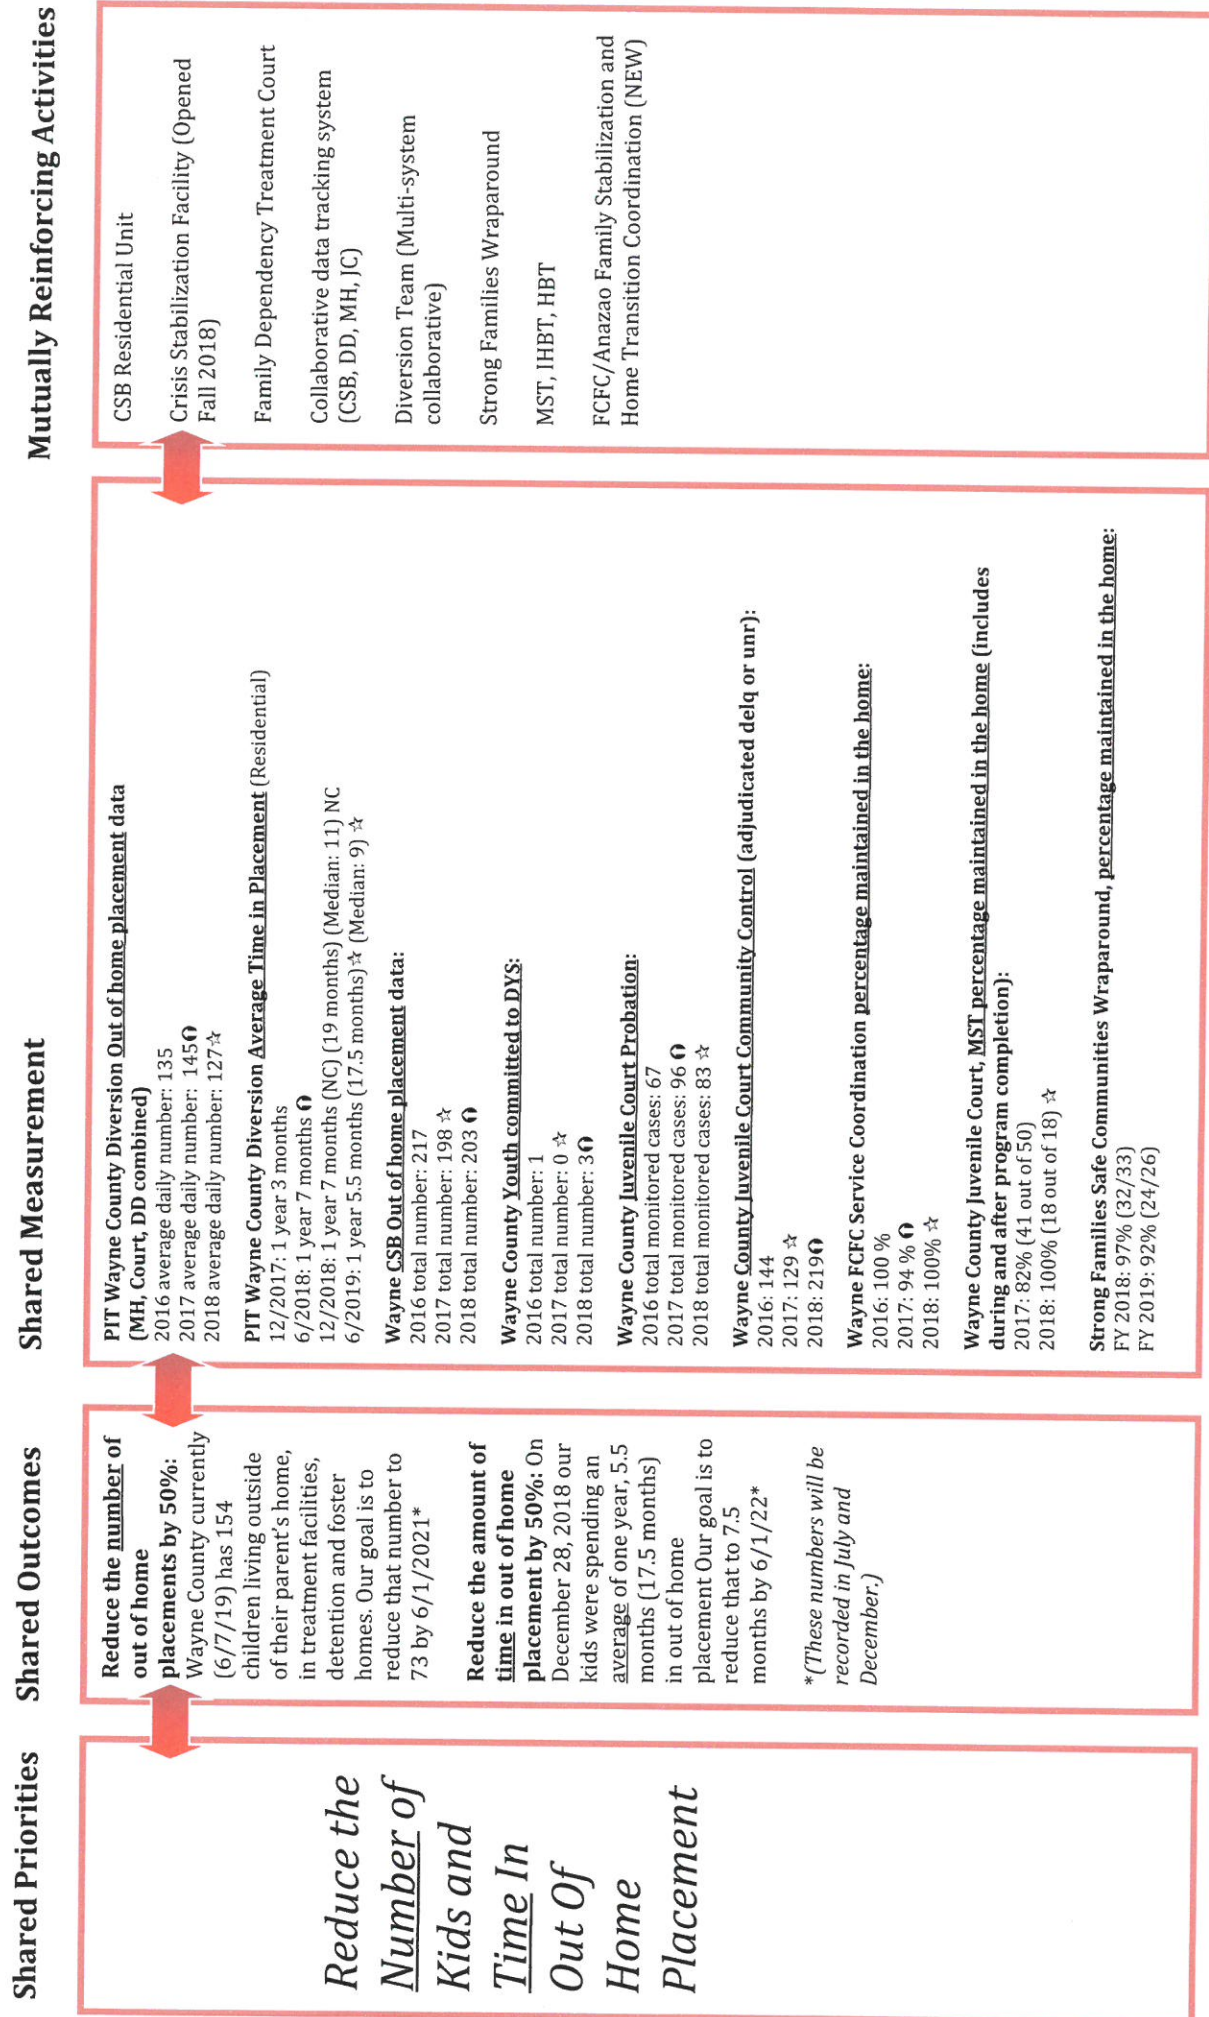 Shared Priorities
Reduce the
Number of
Kids and
Time In
Out Of
Home
Placement
Shared Outcomes
Reduce the number of
out of home
placements by 50%:
Wayne County currently
(6/7/19) has 154
children living outside
of their parent's home,
in treatment facilities,
detention and foster
homes. Our goal is to
reduce that number to
73 by 6/1/2021*
Reduce the amount of
time in out of home
placement by 50%: On
December 28, 2018 our
kids were spending an
average of one year, 5.5
months (17.5 months)
in out of home
placement Our goal is to
reduce that to 7.5
months by 6/1/22*
*(These numbers will be
recorded in July and
December.)
Shared Measurement
PIT Wayne County Diversion Out of home placement data
(MH, Court, DD combined)
2016 average daily number: 135
2017 average daily number: 145
2018 average daily number: 127☆
PIT Wayne County Diversion Average Time in Placement (Residential)
12/2017: 1 year 3 months
6/2018: 1 year 7 months
12/2018: 1 year 7 months (NC) (19 months) (Median: 11) NC
6/2019: 1 year 5.5 months (17.5 months)☆ (Median: 9) ☆
Wayne CSB Out of home placement data:
2016 total number: 217
2017 total number: 198 ☆
2018 total number: 203
Wayne County Youth committed to DYS:
2016 total number: 1
2017 total number: 0 ☆
2018 total number: 3
Wayne County Juvenile Court Probation:
2016 total monitored cases: 67
2017 total monitored cases: 96
2018 total monitored cases: 83 ☆
Wayne County Juvenile Court Community Control (adjudicated delq or unr):
2016: 144
2017: 129 ☆
2018: 219
Wayne FCFC Service Coordination percentage maintained in the home:
2016: 100 %
2017: 94 %
2018: 100% ☆
Wayne County Juvenile Court, MST percentage maintained in the home (includes
during and after program completion):
2017: 82% (41 out of 50)
2018: 100% (18 out of 18) ☆
Strong Families Safe Communities Wraparound, percentage maintained in the home:
FY 2018: 97% (32/33)
FY 2019: 92% (24/26)
Mutually Reinforcing Activities
CSB Residential Unit
Crisis Stabilization Facility (Opened
Fall 2018)
Family Dependency Treatment Court
Collaborative data tracking system
(CSB, DD, MH, JC)
Diversion Team (Multi-system
collaborative)
Strong Families Wraparound
MST, IHBT, HBT
FCFC/Anazao Family Stabilization and
Home Transition Coordination (NEW)